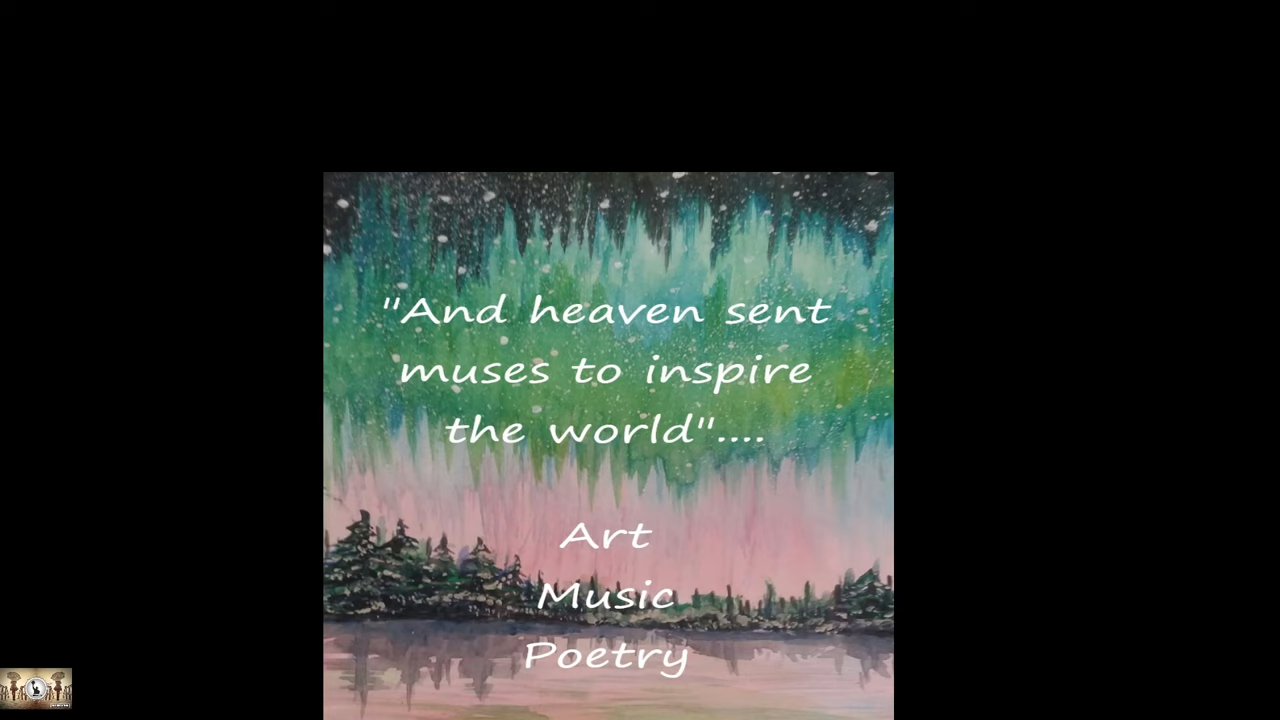 "And heaven sent
muses to inspire
the world"....
Art
Music
Poetry